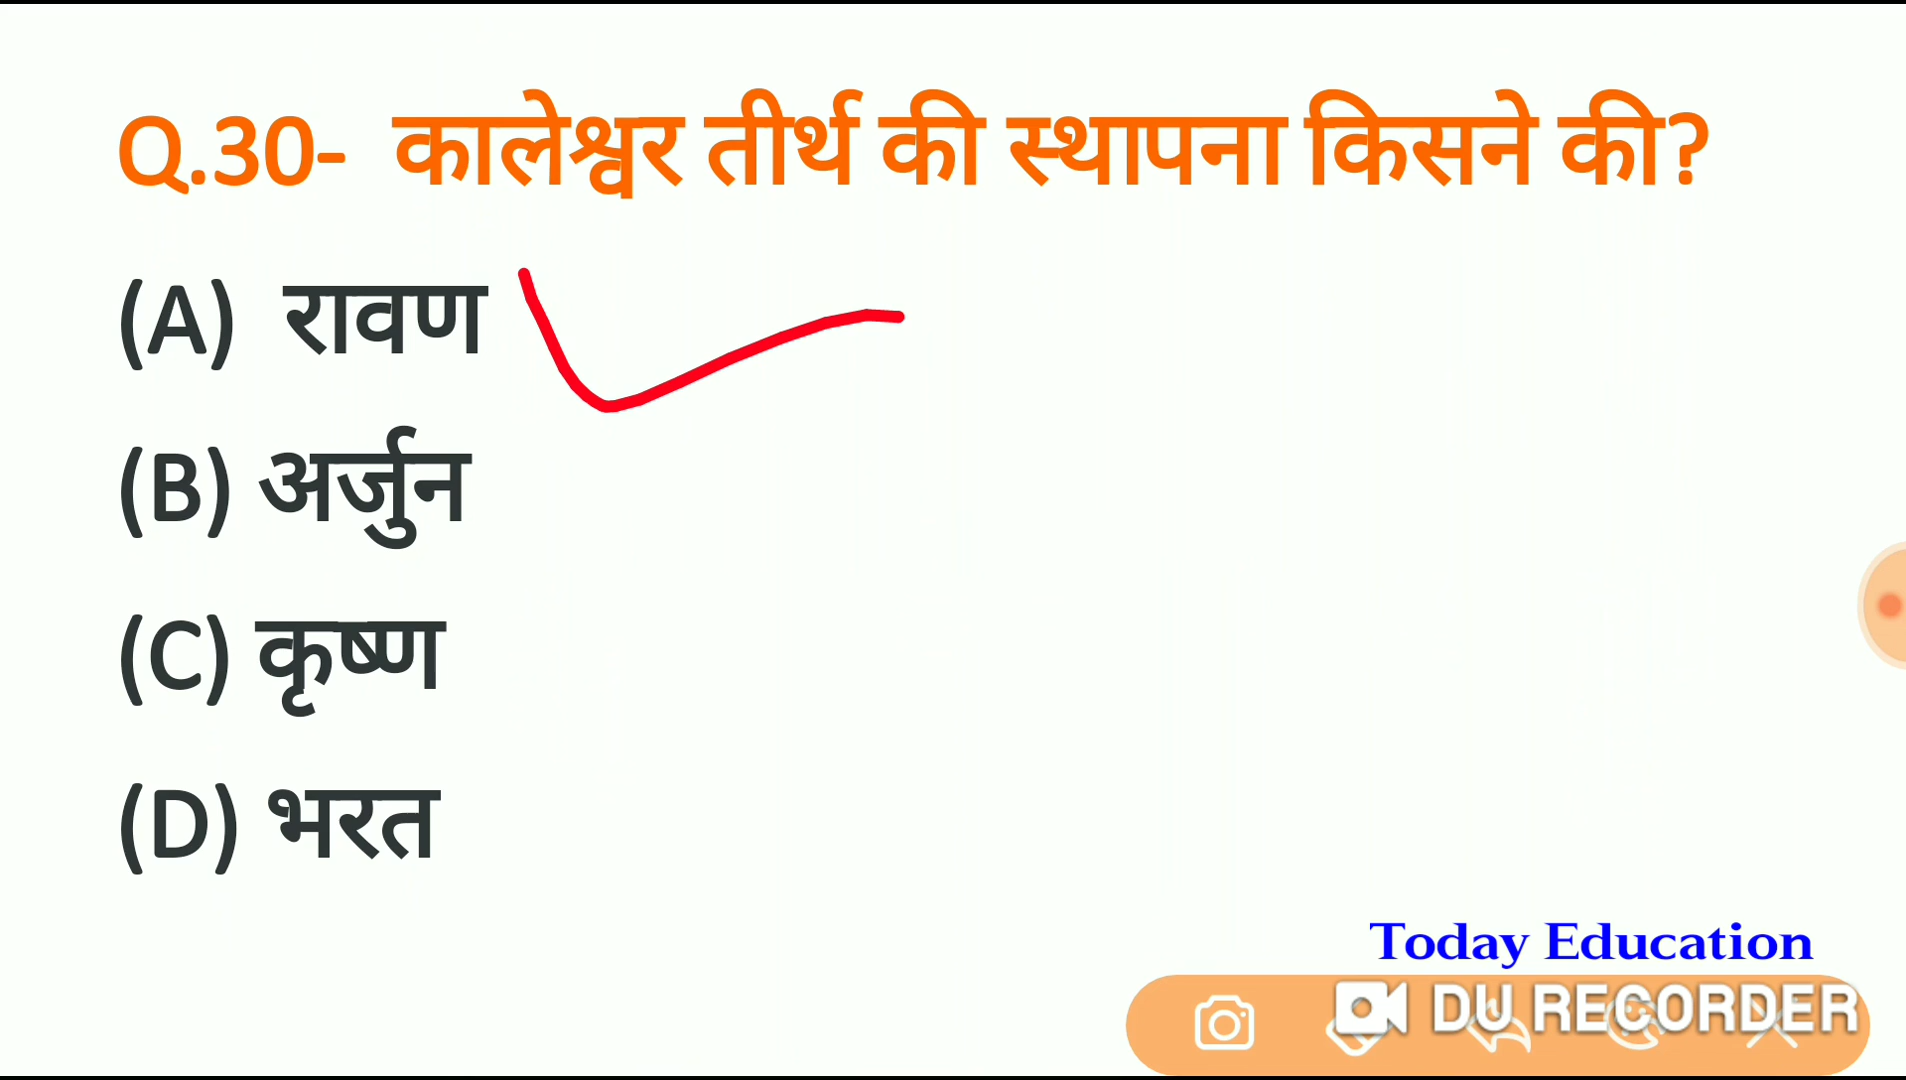 Q.30- कालेश्वर तीर्थ की स्थापना किसने की?
(A) रावण
(B) अर्जुन
(C) कृष्ण
(D) भरत
Today Education
DU RECORDER